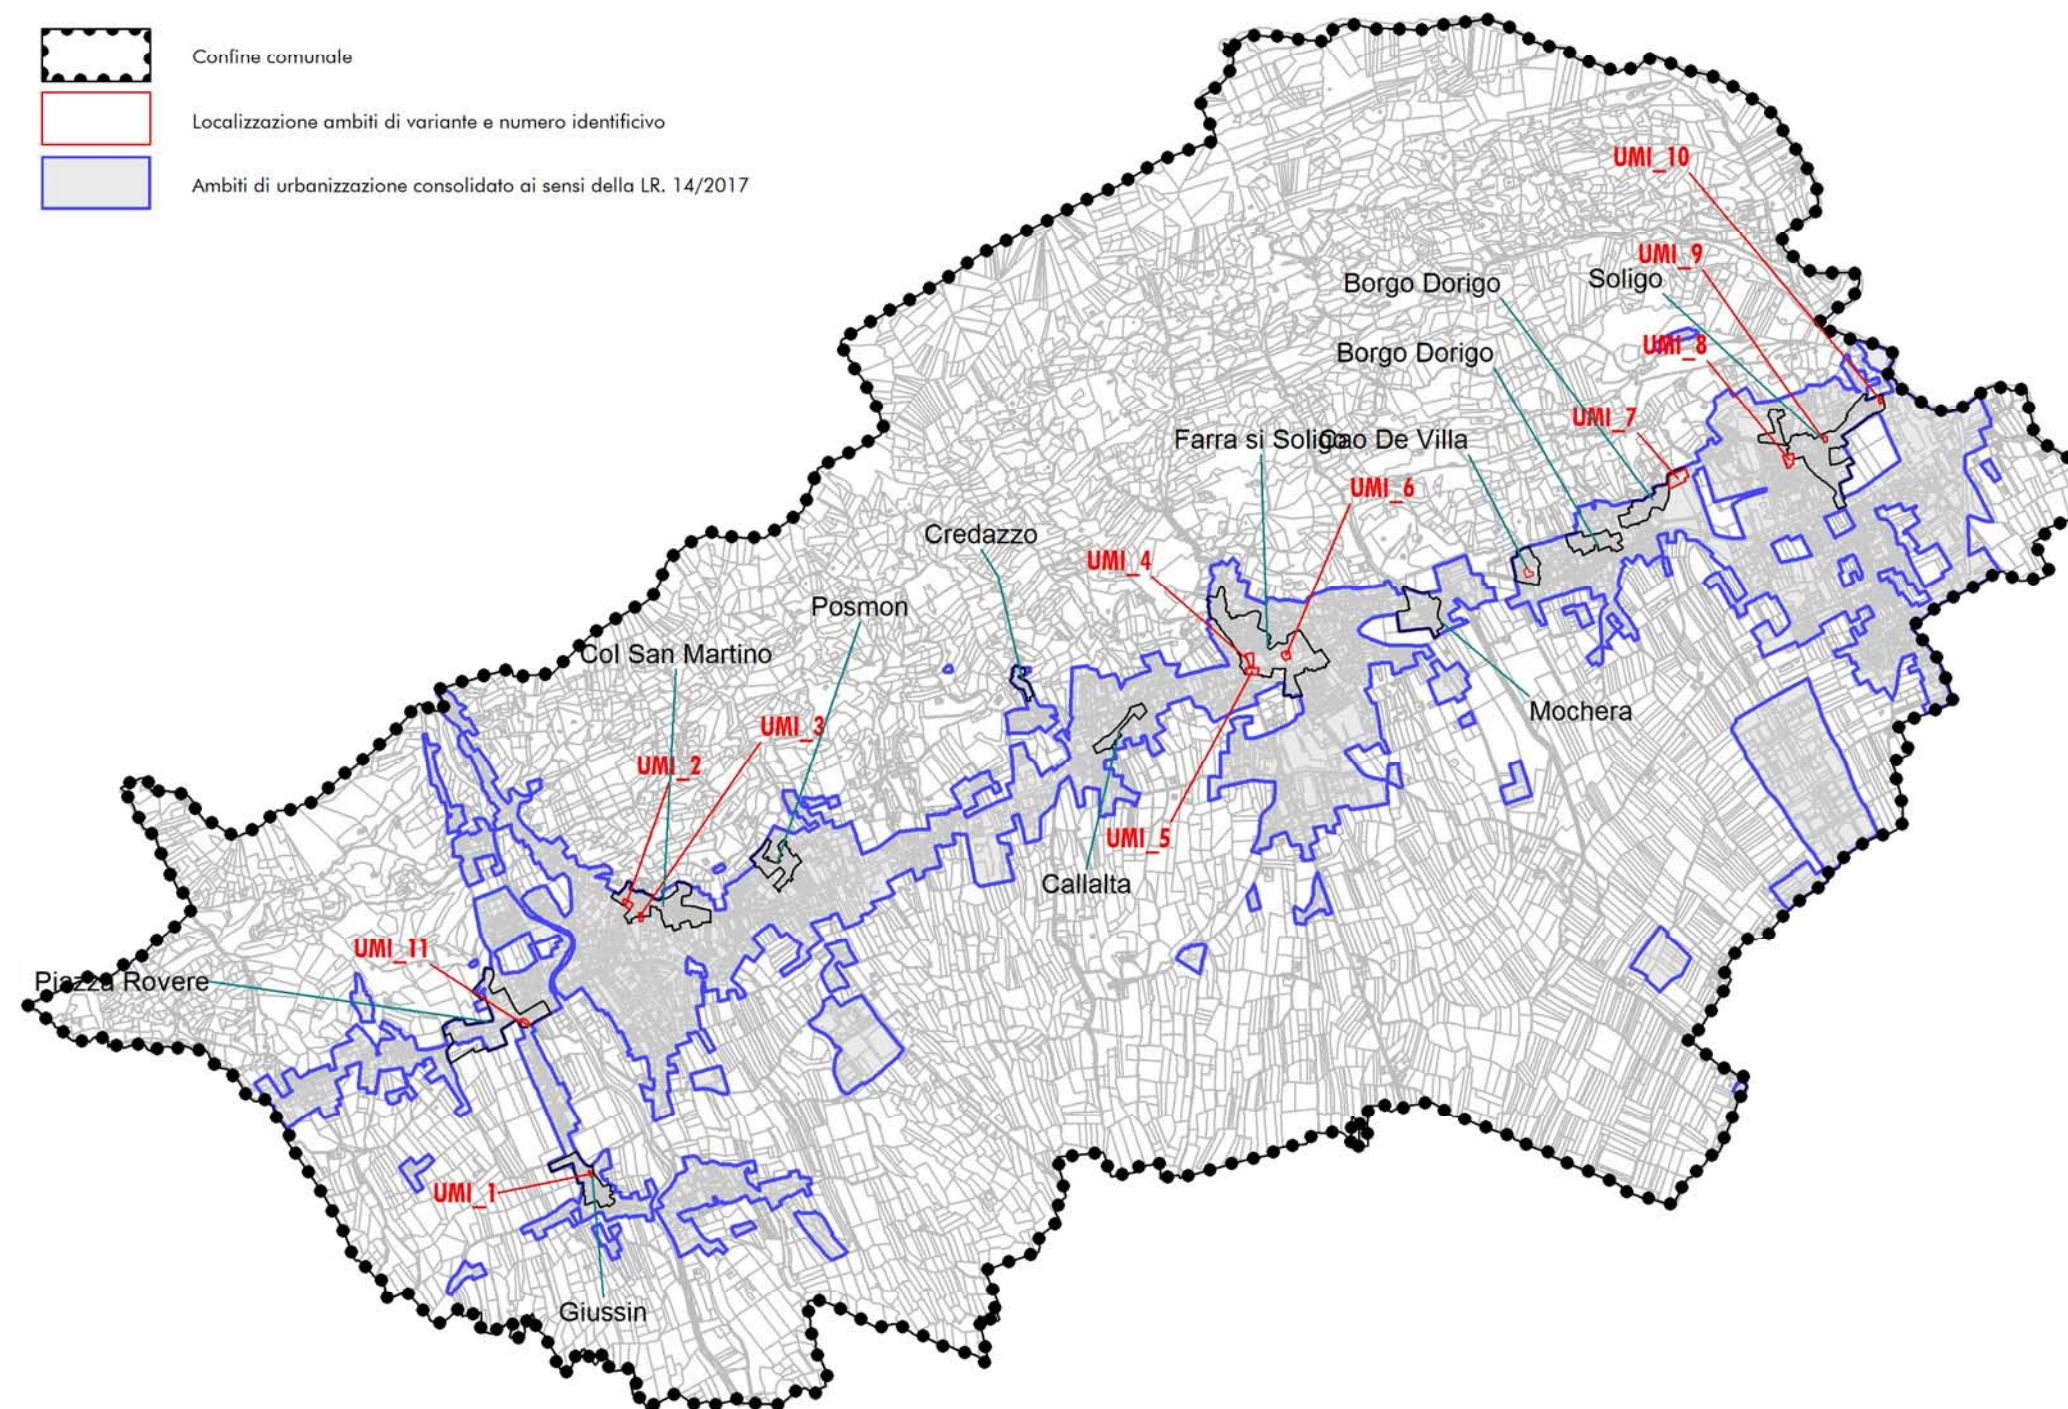 Confine comunale
Localizzazione ambiti di variante e numero identificivo
Ambiti di urbanizzazione consolidato ai sensi della LR. 14/2017
UMI_10
UMI_9
Soligo
Borgo Dorigo
UMI_8
Borgo Dorigo
UMI_7
Farra si Soligo
Cao De Villa
UMI_6
Credazzo
UMI_4
Posmon
Col San Martino
Mochera
UMI_3
UMI_2
UMI_5
Callalta
UMI_11
Piazza Rovere
UMI_1
Giussin